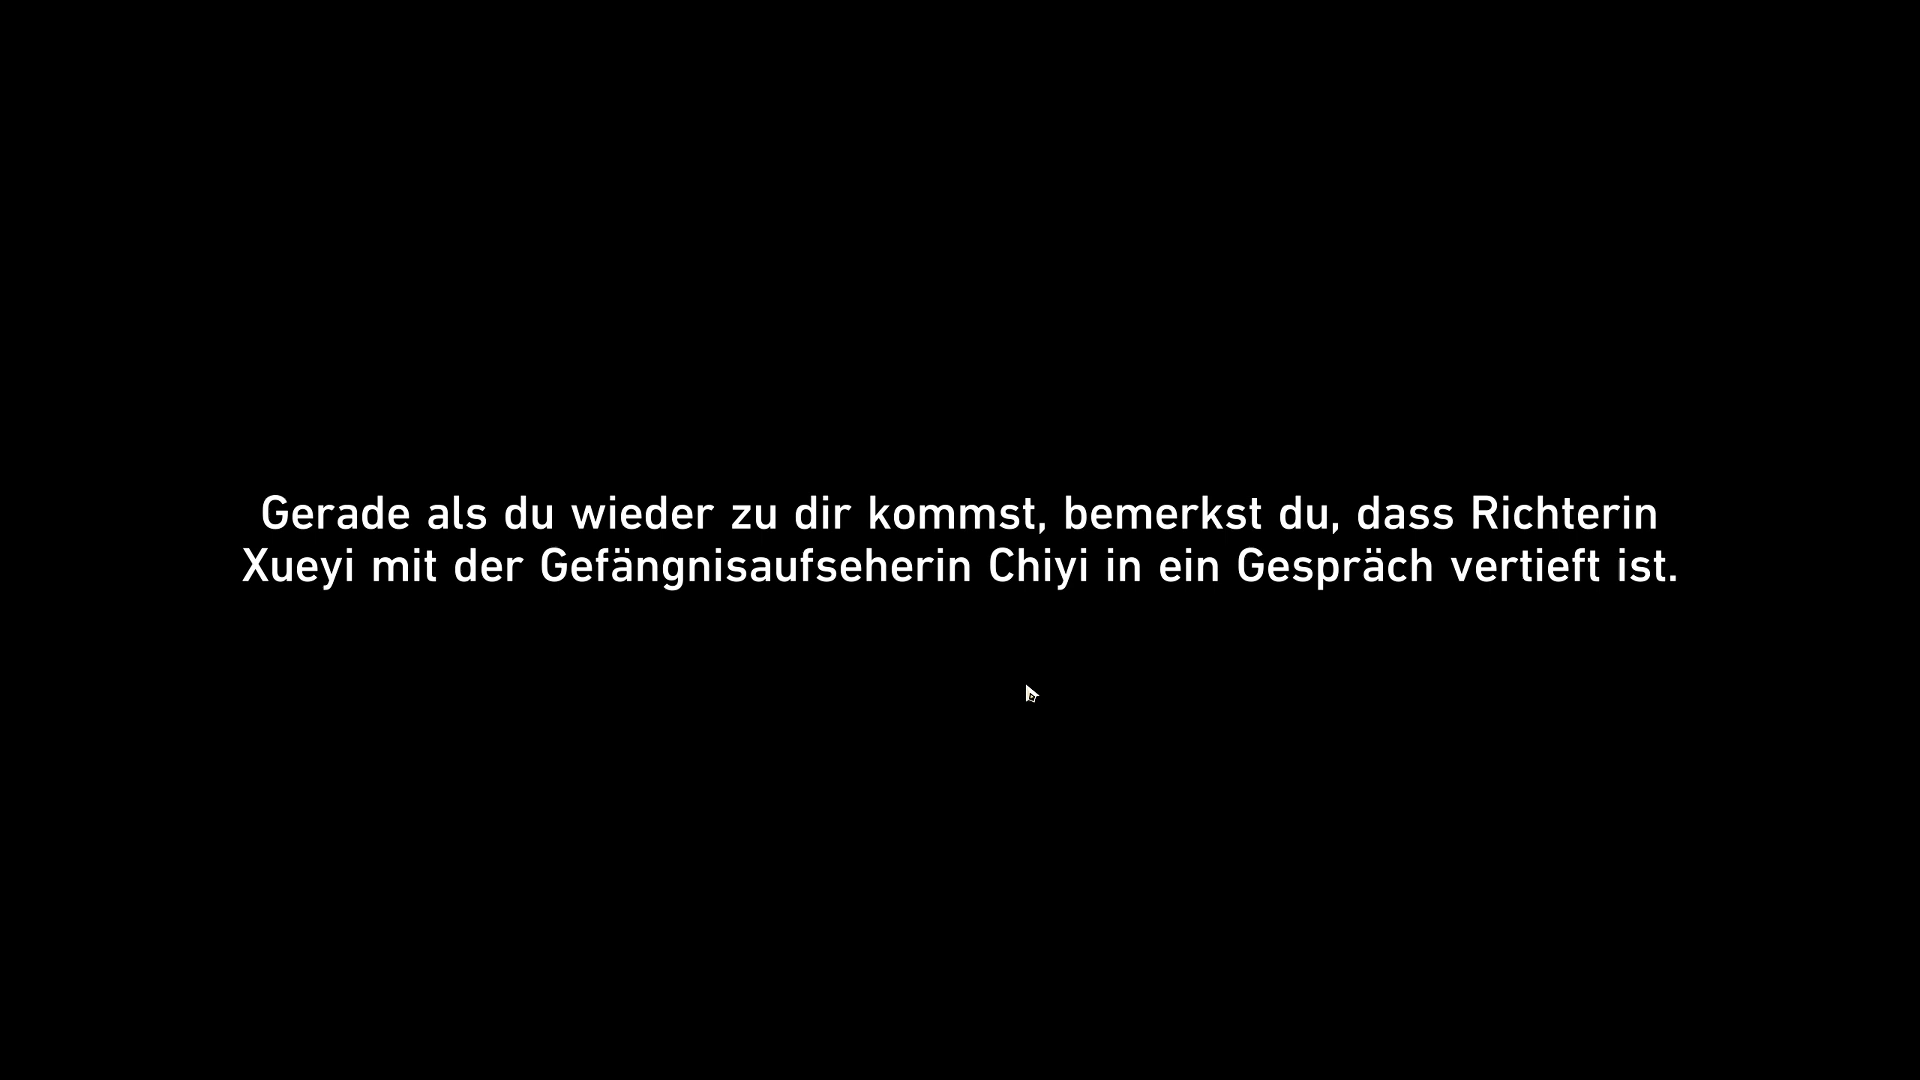 Gerade als du wieder zu dir kommst, bemerkst du, dass Richterin
Xueyi mit der Gefängnisaufseherin Chiyi in ein Gespräch vertieft ist.